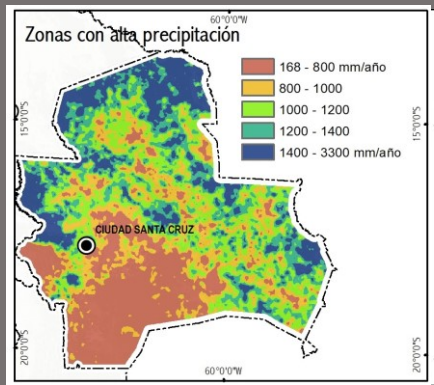 60°0'0"W
Zonas con alta precipitación
168 - 800 mm/año
800 - 1000
1000 - 1200
1200 - 1400
1400 - 3300 mm/año
15°0'0"S
15°0'0"S
CIUDAD SANTA CRUZ
20°0'0"S
20°0'0"S
60°0'0"W